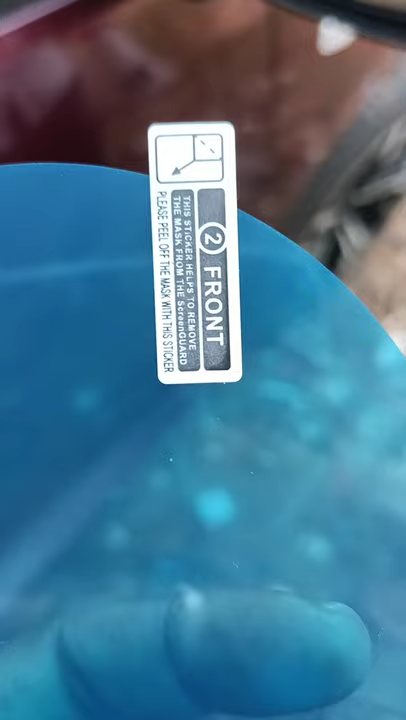 ② FRONT
THIS STiCKER HELPS TO REMOVE
THE MASK FROM THE ScreenGUARD
PLEASE PEEL OFF THE MASK WITH THIS STICKER